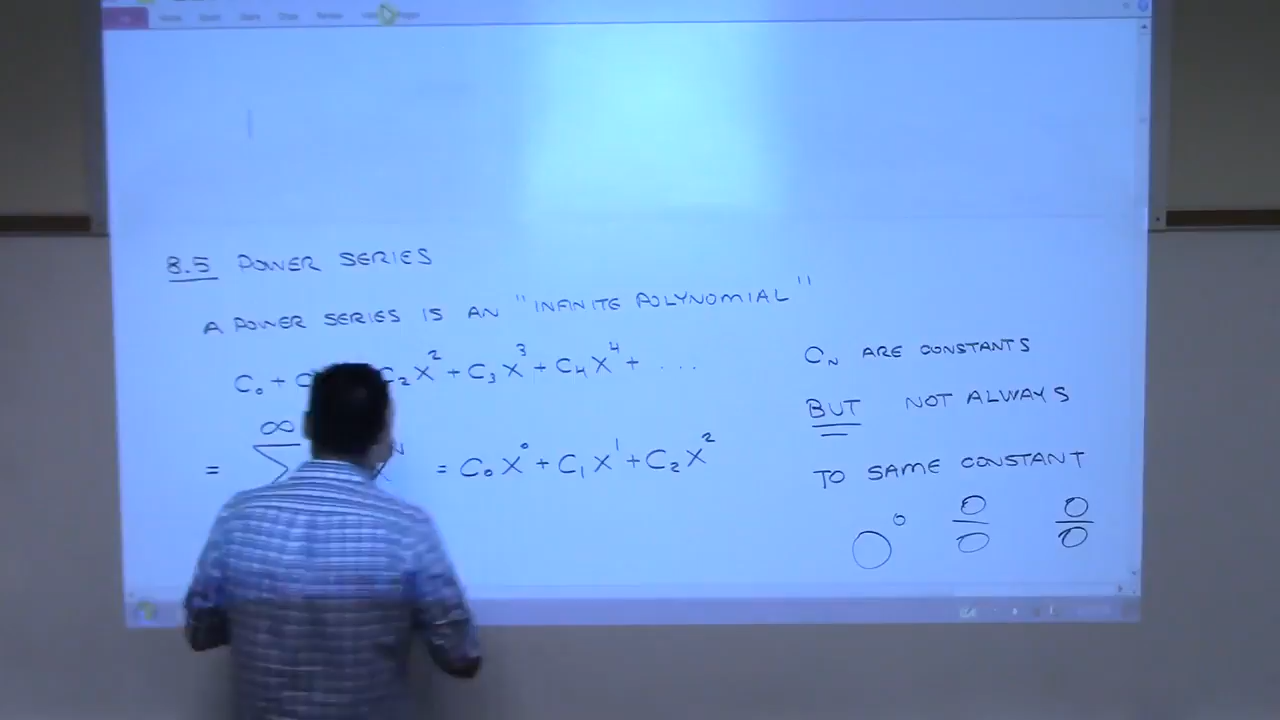 8.5 POWER SERIES
A POWER SERIES IS AN "INFINITE POLYNOMIAL"
C₀ + C₂X² + C₃X³ + C₄X⁴ + ....
= ∞ Σ = C₀X⁰ + C₁X¹ + C₂X²
Cₙ ARE CONSTANTS
BUT NOT ALWAYS
TO SAME CONSTANT
0⁰ 0/0 0/0